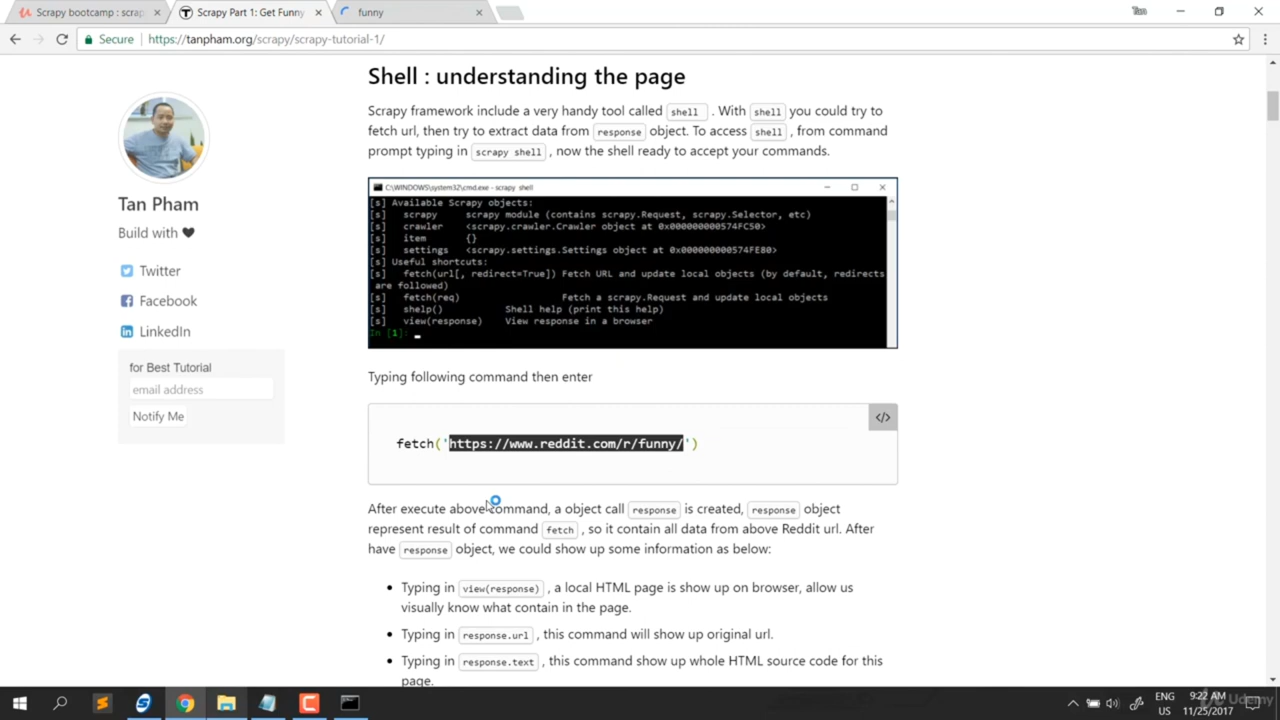 Scrapy bootcamp : scrap
Scrapy Part 1: Get Funny
funny
Tan
Secure
https://tanpham.org/scrapy/scrapy-tutorial-1/
Tan Pham
Build with
Twitter
Facebook
LinkedIn
for Best Tutorial
email address
Notify Me
Shell : understanding the page
Scrapy framework include a very handy tool called shell . With shell you could try to
fetch url, then try to extract data from response object. To access shell , from command
prompt typing in scrapy shell , now the shell ready to accept your commands.
C:\WINDOWS\system32\cmd.exe - scrapy shell
[s] Available Scrapy objects:
[s] scrapy scrapy module (contains scrapy.Request, scrapy.Selector, etc)
[s] crawler <scrapy.crawler.Crawler object at 0x000000000574FC50>
[s] item {}
[s] settings <scrapy.settings.Settings object at 0x000000000574FE80>
[s] Useful shortcuts:
[s] fetch(url[, redirect=True]) Fetch URL and update local objects (by default, redirects
are followed)
[s] fetch(req) Fetch a scrapy.Request and update local objects
[s] shelp() Shell help (print this help)
[s] view(response) View response in a browser
In [1]:
Typing following command then enter
</>
fetch('https://www.reddit.com/r/funny/')
After execute above command, a object call response is created, response object
represent result of command fetch , so it contain all data from above Reddit url. After
have response object, we could show up some information as below:
• Typing in view(response) , a local HTML page is show up on browser, allow us
visually know what contain in the page.
• Typing in response.url , this command will show up original url.
• Typing in response.text , this command show up whole HTML source code for this
page.
ENG
US
9:22 AM
11/25/2017
Udemy